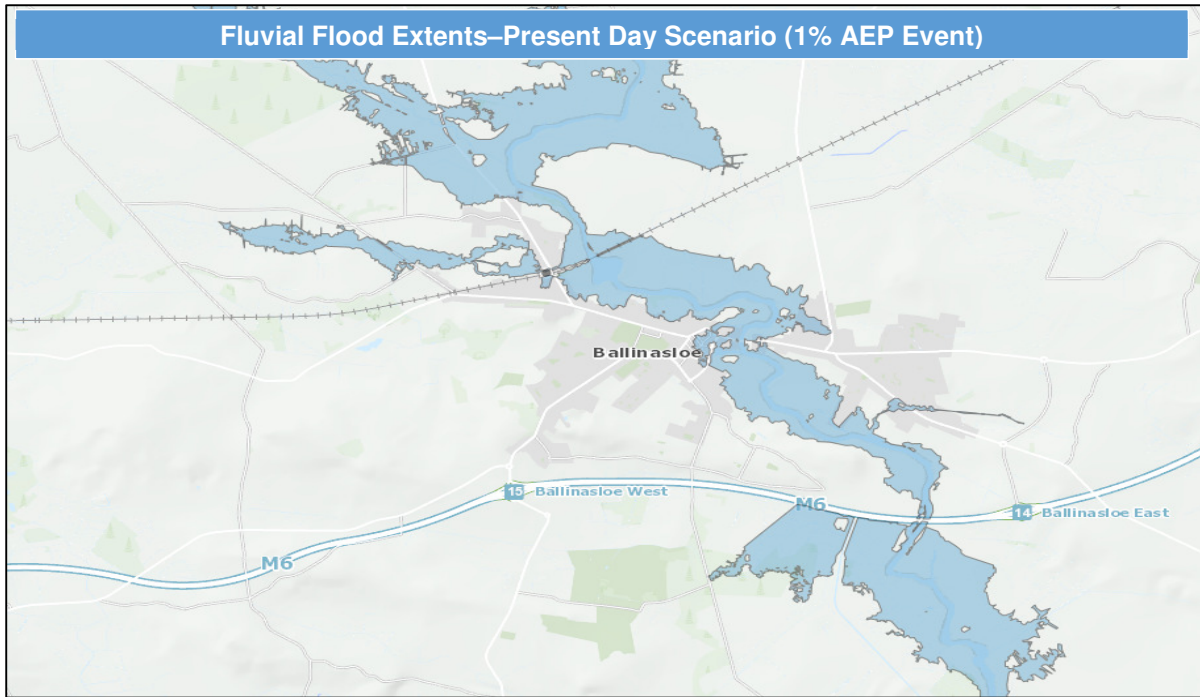 Fluvial Flood Extents–Present Day Scenario (1% AEP Event)
Ballinasloe
15 Ballinasloe West
M6
14 Ballinasloe East
M6